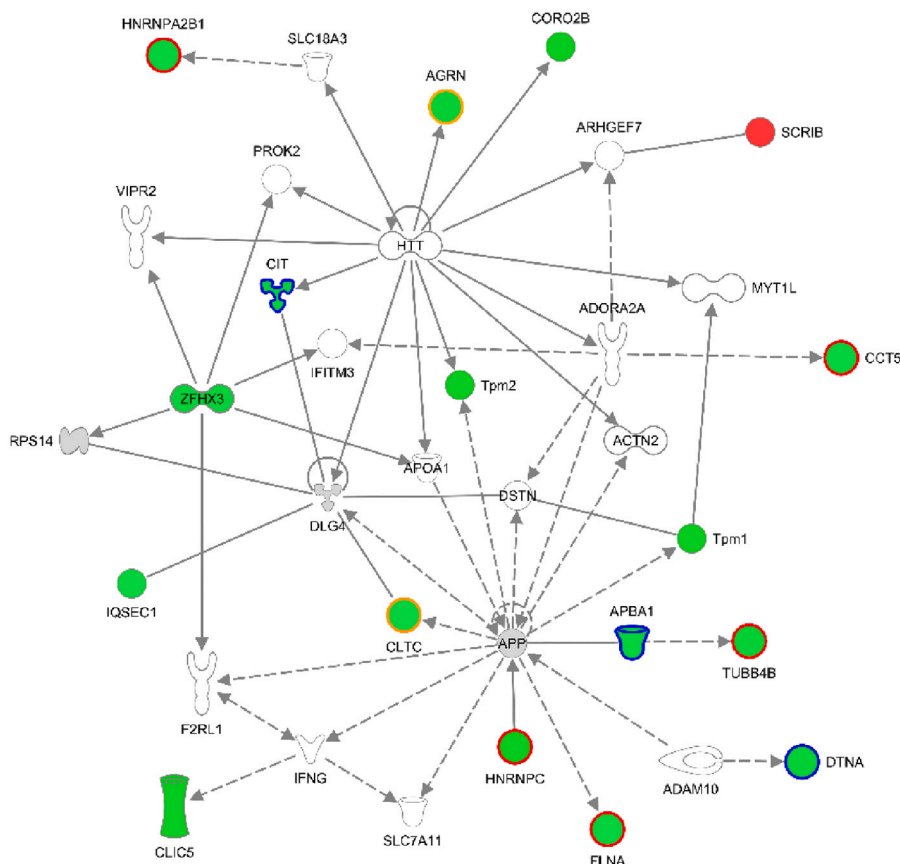 CORO2B
HNRNPA2B1
SLC18A3
AGRN
ARHGEF7
SCRIB
PROK2
VIPR2
HTT
CIT
MYT1L
ADORA2A
IFITM3
CCT5
Tpm2
ZFHX3
RPS14
ACTN2
APOA1
DSTN
DLG4
Tpm1
IQSEC1
APBA1
CLTC
APP
TUBB4B
F2RL1
IFNG
HNRNPC
DTNA
ADAM10
SLC7A11
CLIC5
FLNA